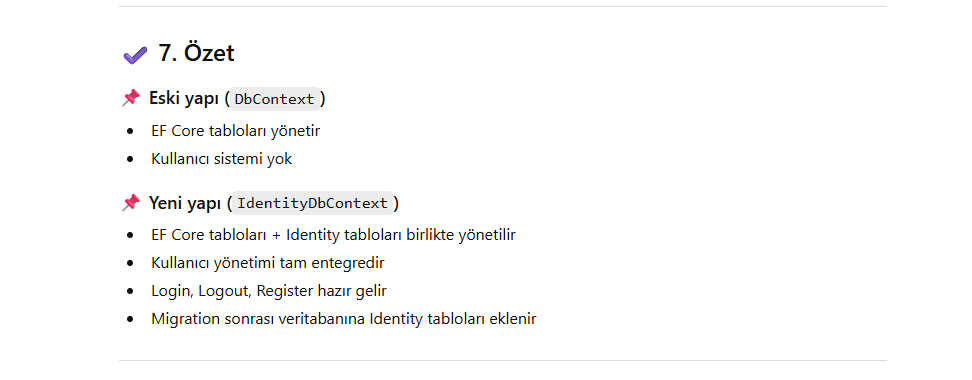 7. Özet
Eski yapı (DbContext)
EF Core tabloları yönetir
Kullanıcı sistemi yok
Yeni yapı (IdentityDbContext)
EF Core tabloları + Identity tabloları birlikte yönetilir
Kullanıcı yönetimi tam entegredir
Login, Logout, Register hazır gelir
Migration sonrası veritabanına Identity tabloları eklenir